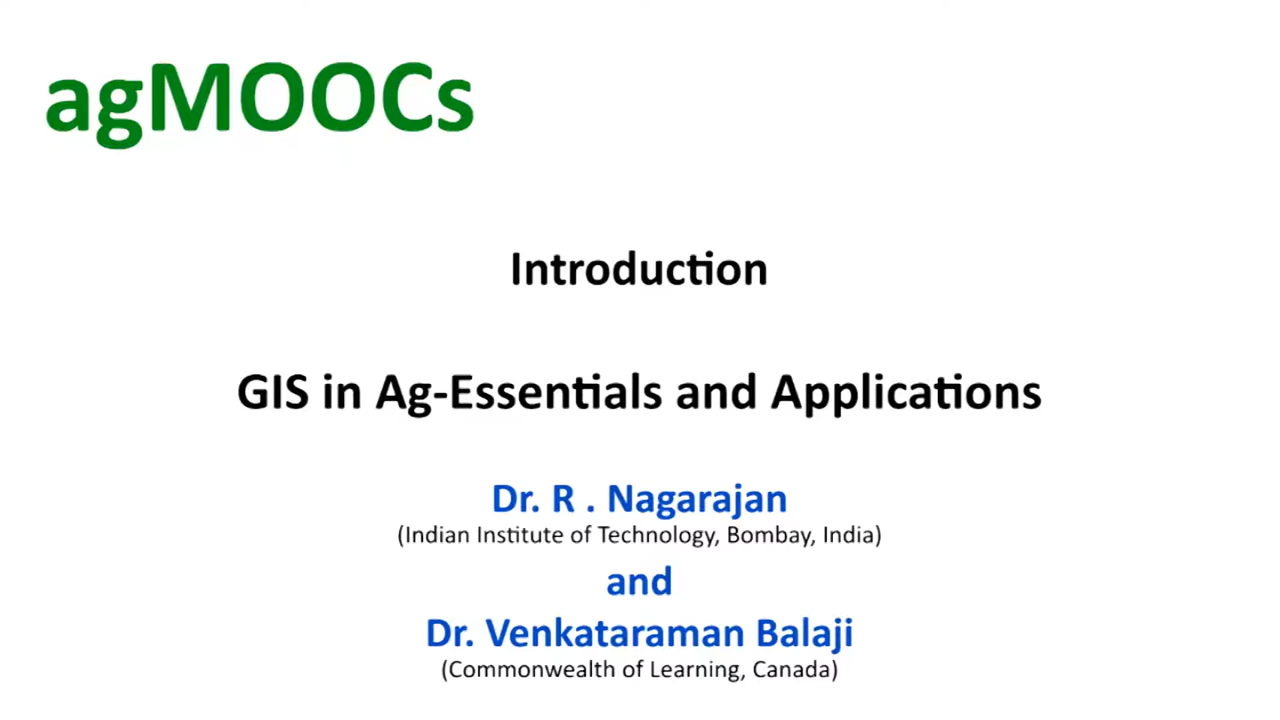 agMOOCs
Introduction
GIS in Ag-Essentials and Applications
Dr. R . Nagarajan
(Indian Institute of Technology, Bombay, India)
and
Dr. Venkataraman Balaji
(Commonwealth of Learning, Canada)